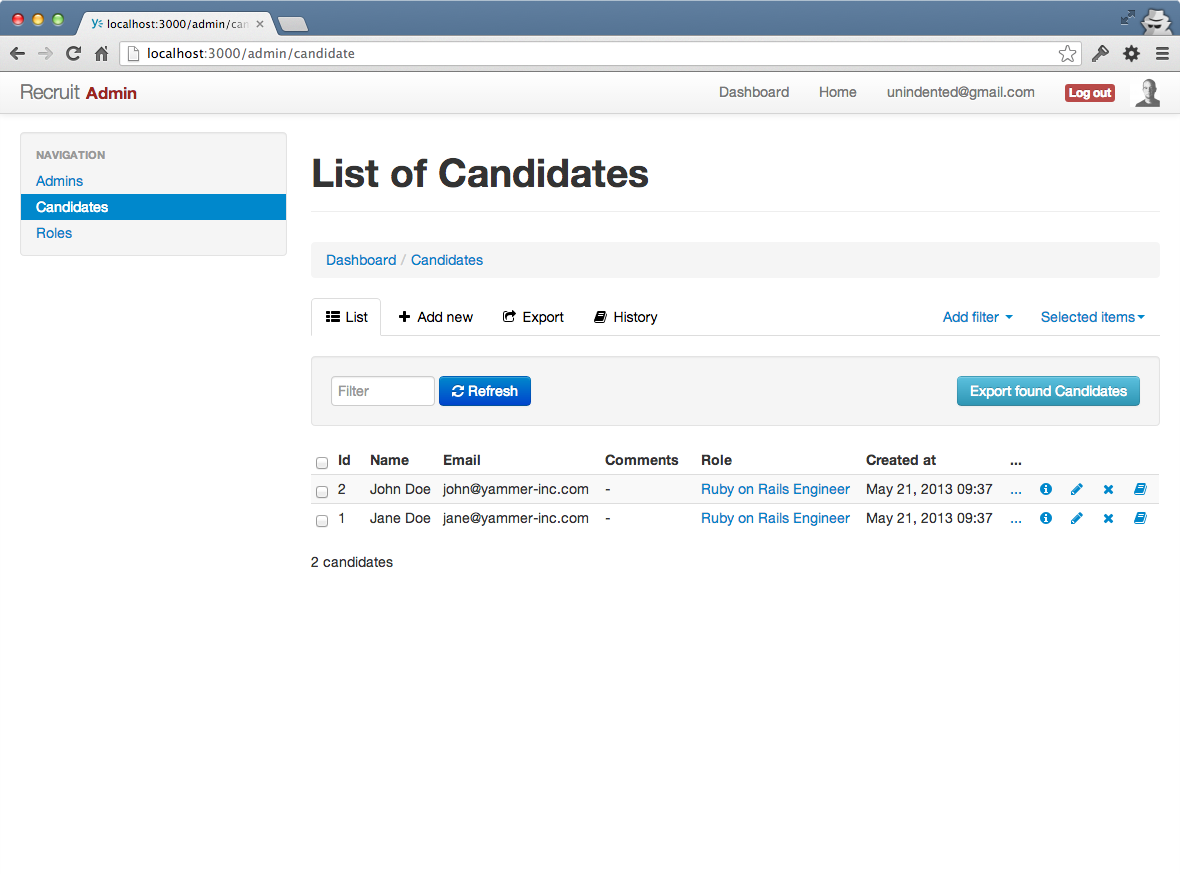 localhost:3000/admin/can
localhost:3000/admin/candidate
Recruit Admin Dashboard Home unindented@gmail.com Log out
NAVIGATION
Admins
Candidates
Roles
List of Candidates
Dashboard / Candidates
List Add new Export History Add filter Selected items
Filter Refresh Export found Candidates
Id Name Email Comments Role Created at ...
2 John Doe john@yammer-inc.com - Ruby on Rails Engineer May 21, 2013 09:37 ...
1 Jane Doe jane@yammer-inc.com - Ruby on Rails Engineer May 21, 2013 09:37 ...
2 candidates